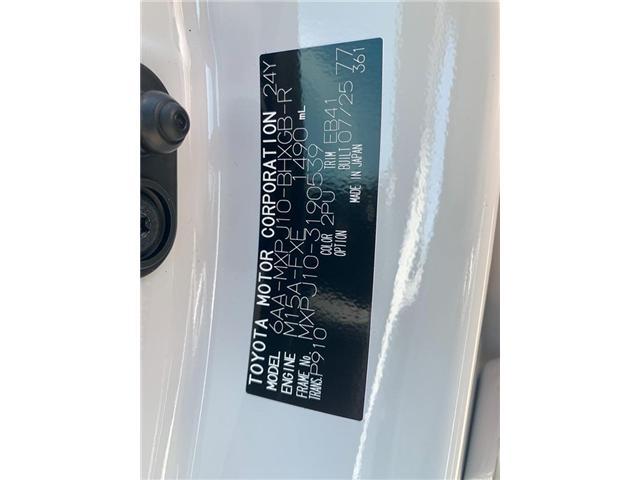 TOYOTA MOTOR CORPORATION 24Y
MODEL 6AA-MXPJ10-BHXGB-R
ENGINE M15A-FXE 1490 mL
FRAME No. MXPJ10-3190539
COLOR 2PU TRIM EB41
TRANS. P910 OPTION BUILT 07/25 77
MADE IN JAPAN 361